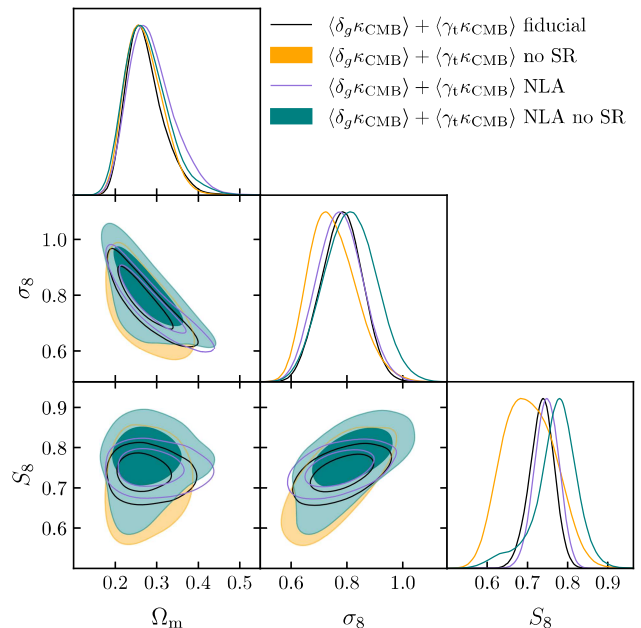 ⟨δgκCMB⟩ + ⟨γtκCMB⟩ fiducial
⟨δgκCMB⟩ + ⟨γtκCMB⟩ no SR
⟨δgκCMB⟩ + ⟨γtκCMB⟩ NLA
⟨δgκCMB⟩ + ⟨γtκCMB⟩ NLA no SR
σ8
1.0
0.8
0.6
S8
0.9
0.8
0.7
0.6
0.2 0.3 0.4 0.5
0.6 0.8 1.0
0.6 0.7 0.8 0.9
Ωm
σ8
S8